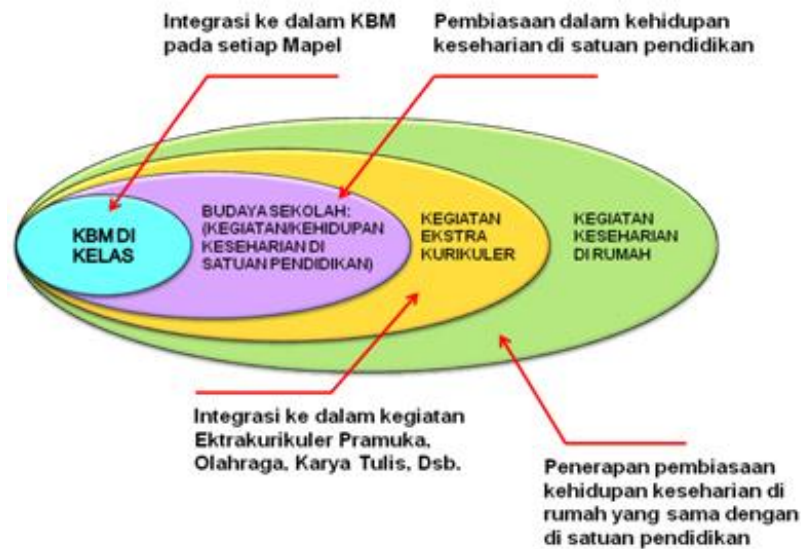 Integrasi ke dalam KBM
pada setiap Mapel
Pembiasaan dalam kehidupan
keseharian di satuan pendidikan
KBM DI
KELAS
BUDAYA SEKOLAH:
(KEGIATAN/KEHIDUPAN
KESEHARIAN DI
SATUAN PENDIDIKAN)
KEGIATAN
EKSTRA
KURIKULER
KEGIATAN
KESEHARIAN
DI RUMAH
Integrasi ke dalam kegiatan
Ektrakurikuler Pramuka,
Olahraga, Karya Tulis, Dsb.
Penerapan pembiasaan
kehidupan keseharian di
rumah yang sama dengan
di satuan pendidikan